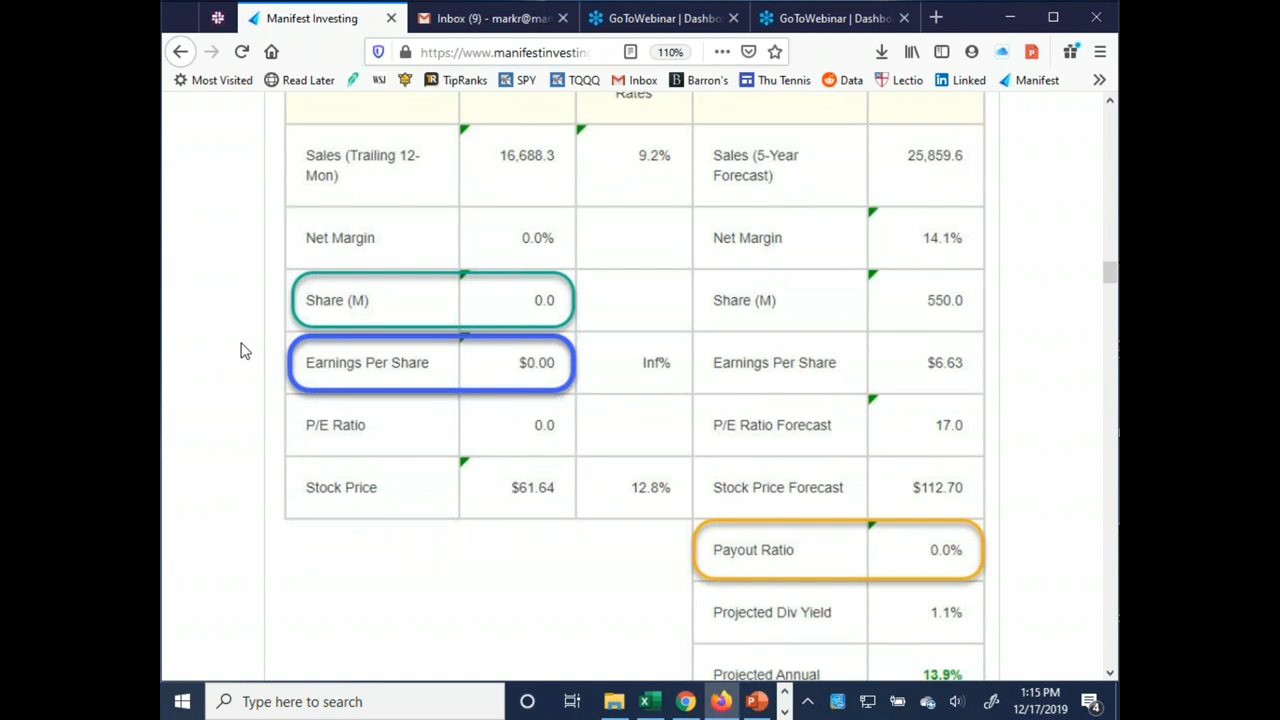 Manifest Investing
Inbox (9) - markr@ma
GoToWebinar | Dashbo
GoToWebinar | Dashbo
https://www.manifestinvesting
110%
Most Visited
Read Later
WSJ
TipRanks
SPY
TQQQ
Inbox
Barron's
Thu Tennis
Data
Lectio
Linked
Manifest
Rates
Sales (Trailing 12-
Mon)
16,688.3
9.2%
Sales (5-Year
Forecast)
25,859.6
Net Margin
0.0%
Net Margin
14.1%
Share (M)
0.0
Share (M)
550.0
Earnings Per Share
$0.00
Inf%
Earnings Per Share
$6.63
P/E Ratio
0.0
P/E Ratio Forecast
17.0
Stock Price
$61.64
12.8%
Stock Price Forecast
$112.70
Payout Ratio
0.0%
Projected Div Yield
1.1%
Projected Annual
13.9%
Type here to search
1:15 PM
12/17/2019
4